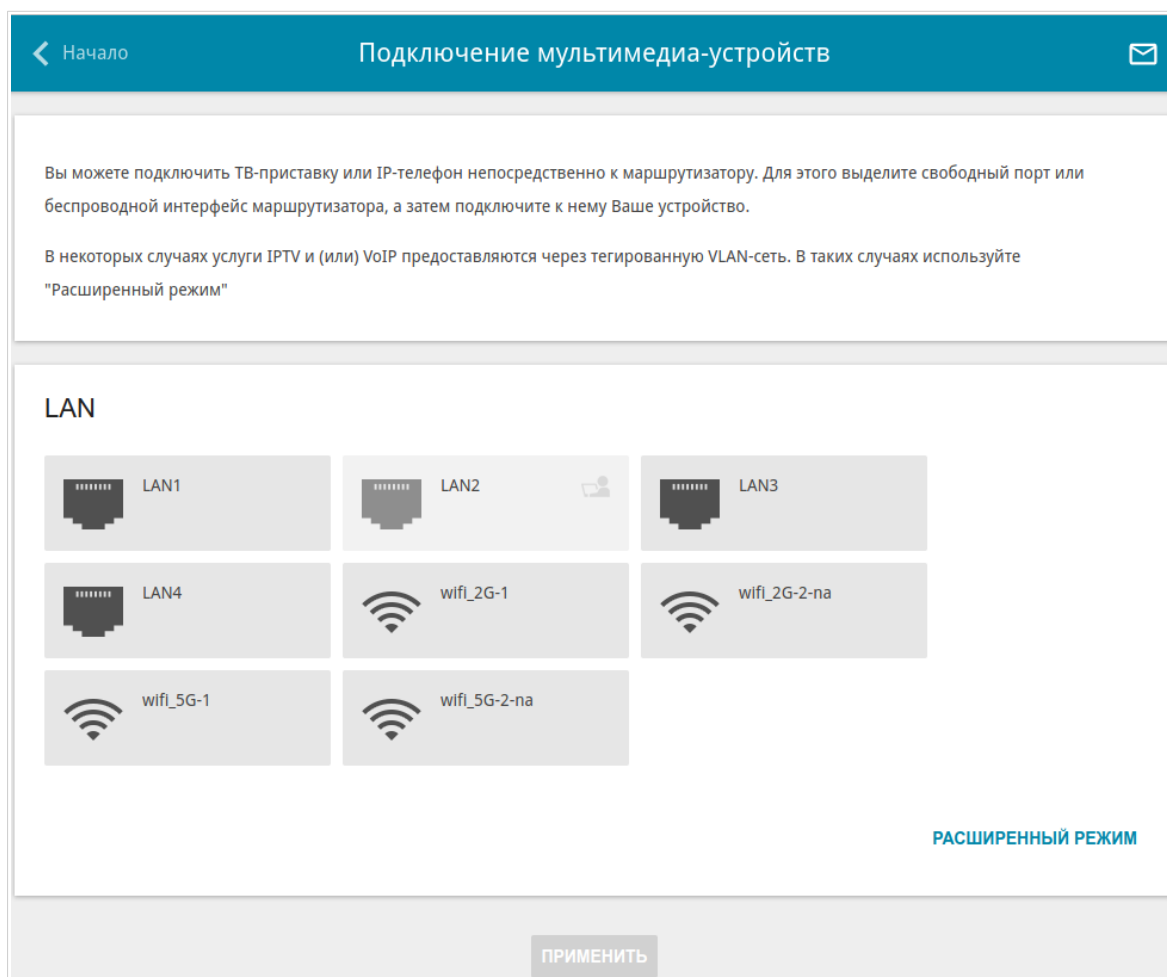 Начало
Подключение мультимедиа-устройств
Вы можете подключить ТВ-приставку или IP-телефон непосредственно к маршрутизатору. Для этого выделите свободный порт или
беспроводной интерфейс маршрутизатора, а затем подключите к нему Ваше устройство.
В некоторых случаях услуги IPTV и (или) VoIP предоставляются через тегированную VLAN-сеть. В таких случаях используйте
"Расширенный режим"
LAN
LAN1
LAN2
LAN3
LAN4
wifi_2G-1
wifi_2G-2-na
wifi_5G-1
wifi_5G-2-na
РАСШИРЕННЫЙ РЕЖИМ
ПРИМЕНИТЬ